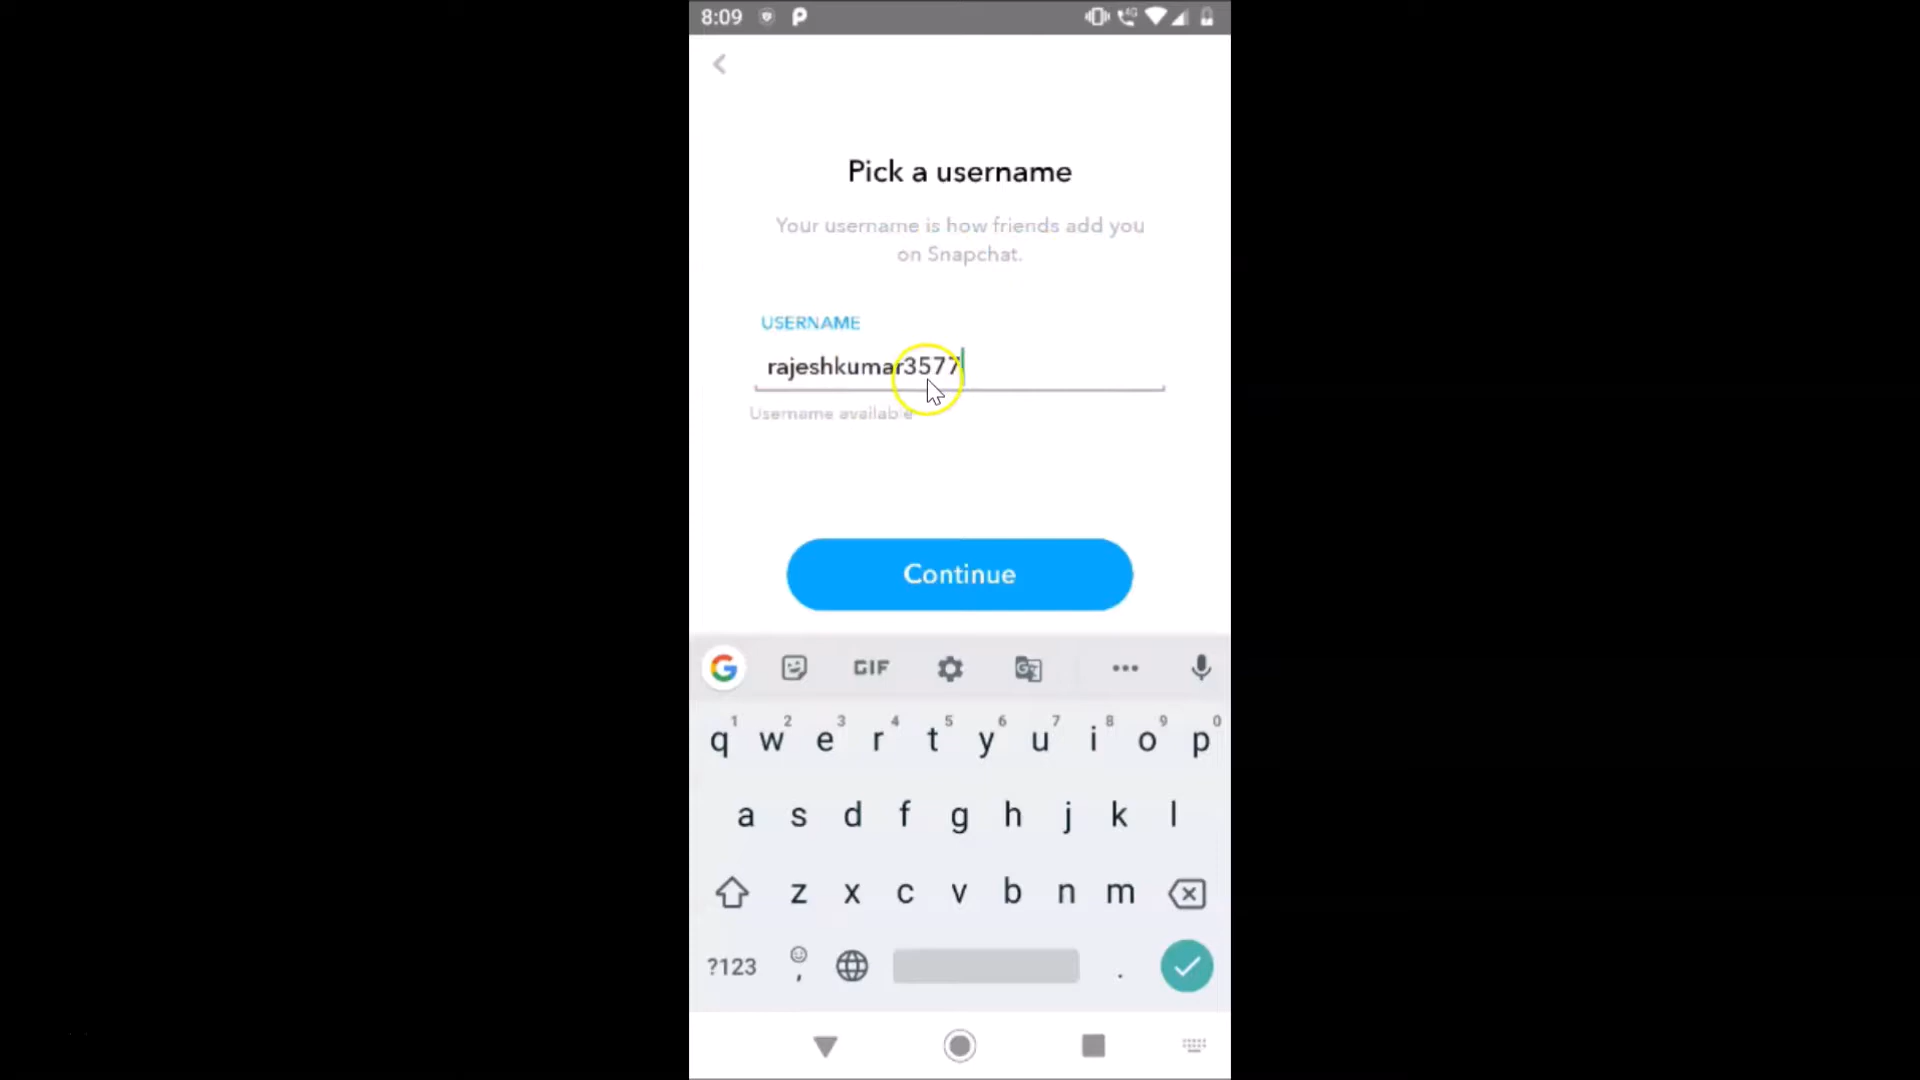 8:09
4G
Pick a username
Your username is how friends add you
on Snapchat.
USERNAME
rajeshkumar3577
Username available
Continue
G GIF G
1 2 3 4 5 6 7 8 9 0
q w e r t y u i o p
a s d f g h j k l
z x c v b n m
?123 , .